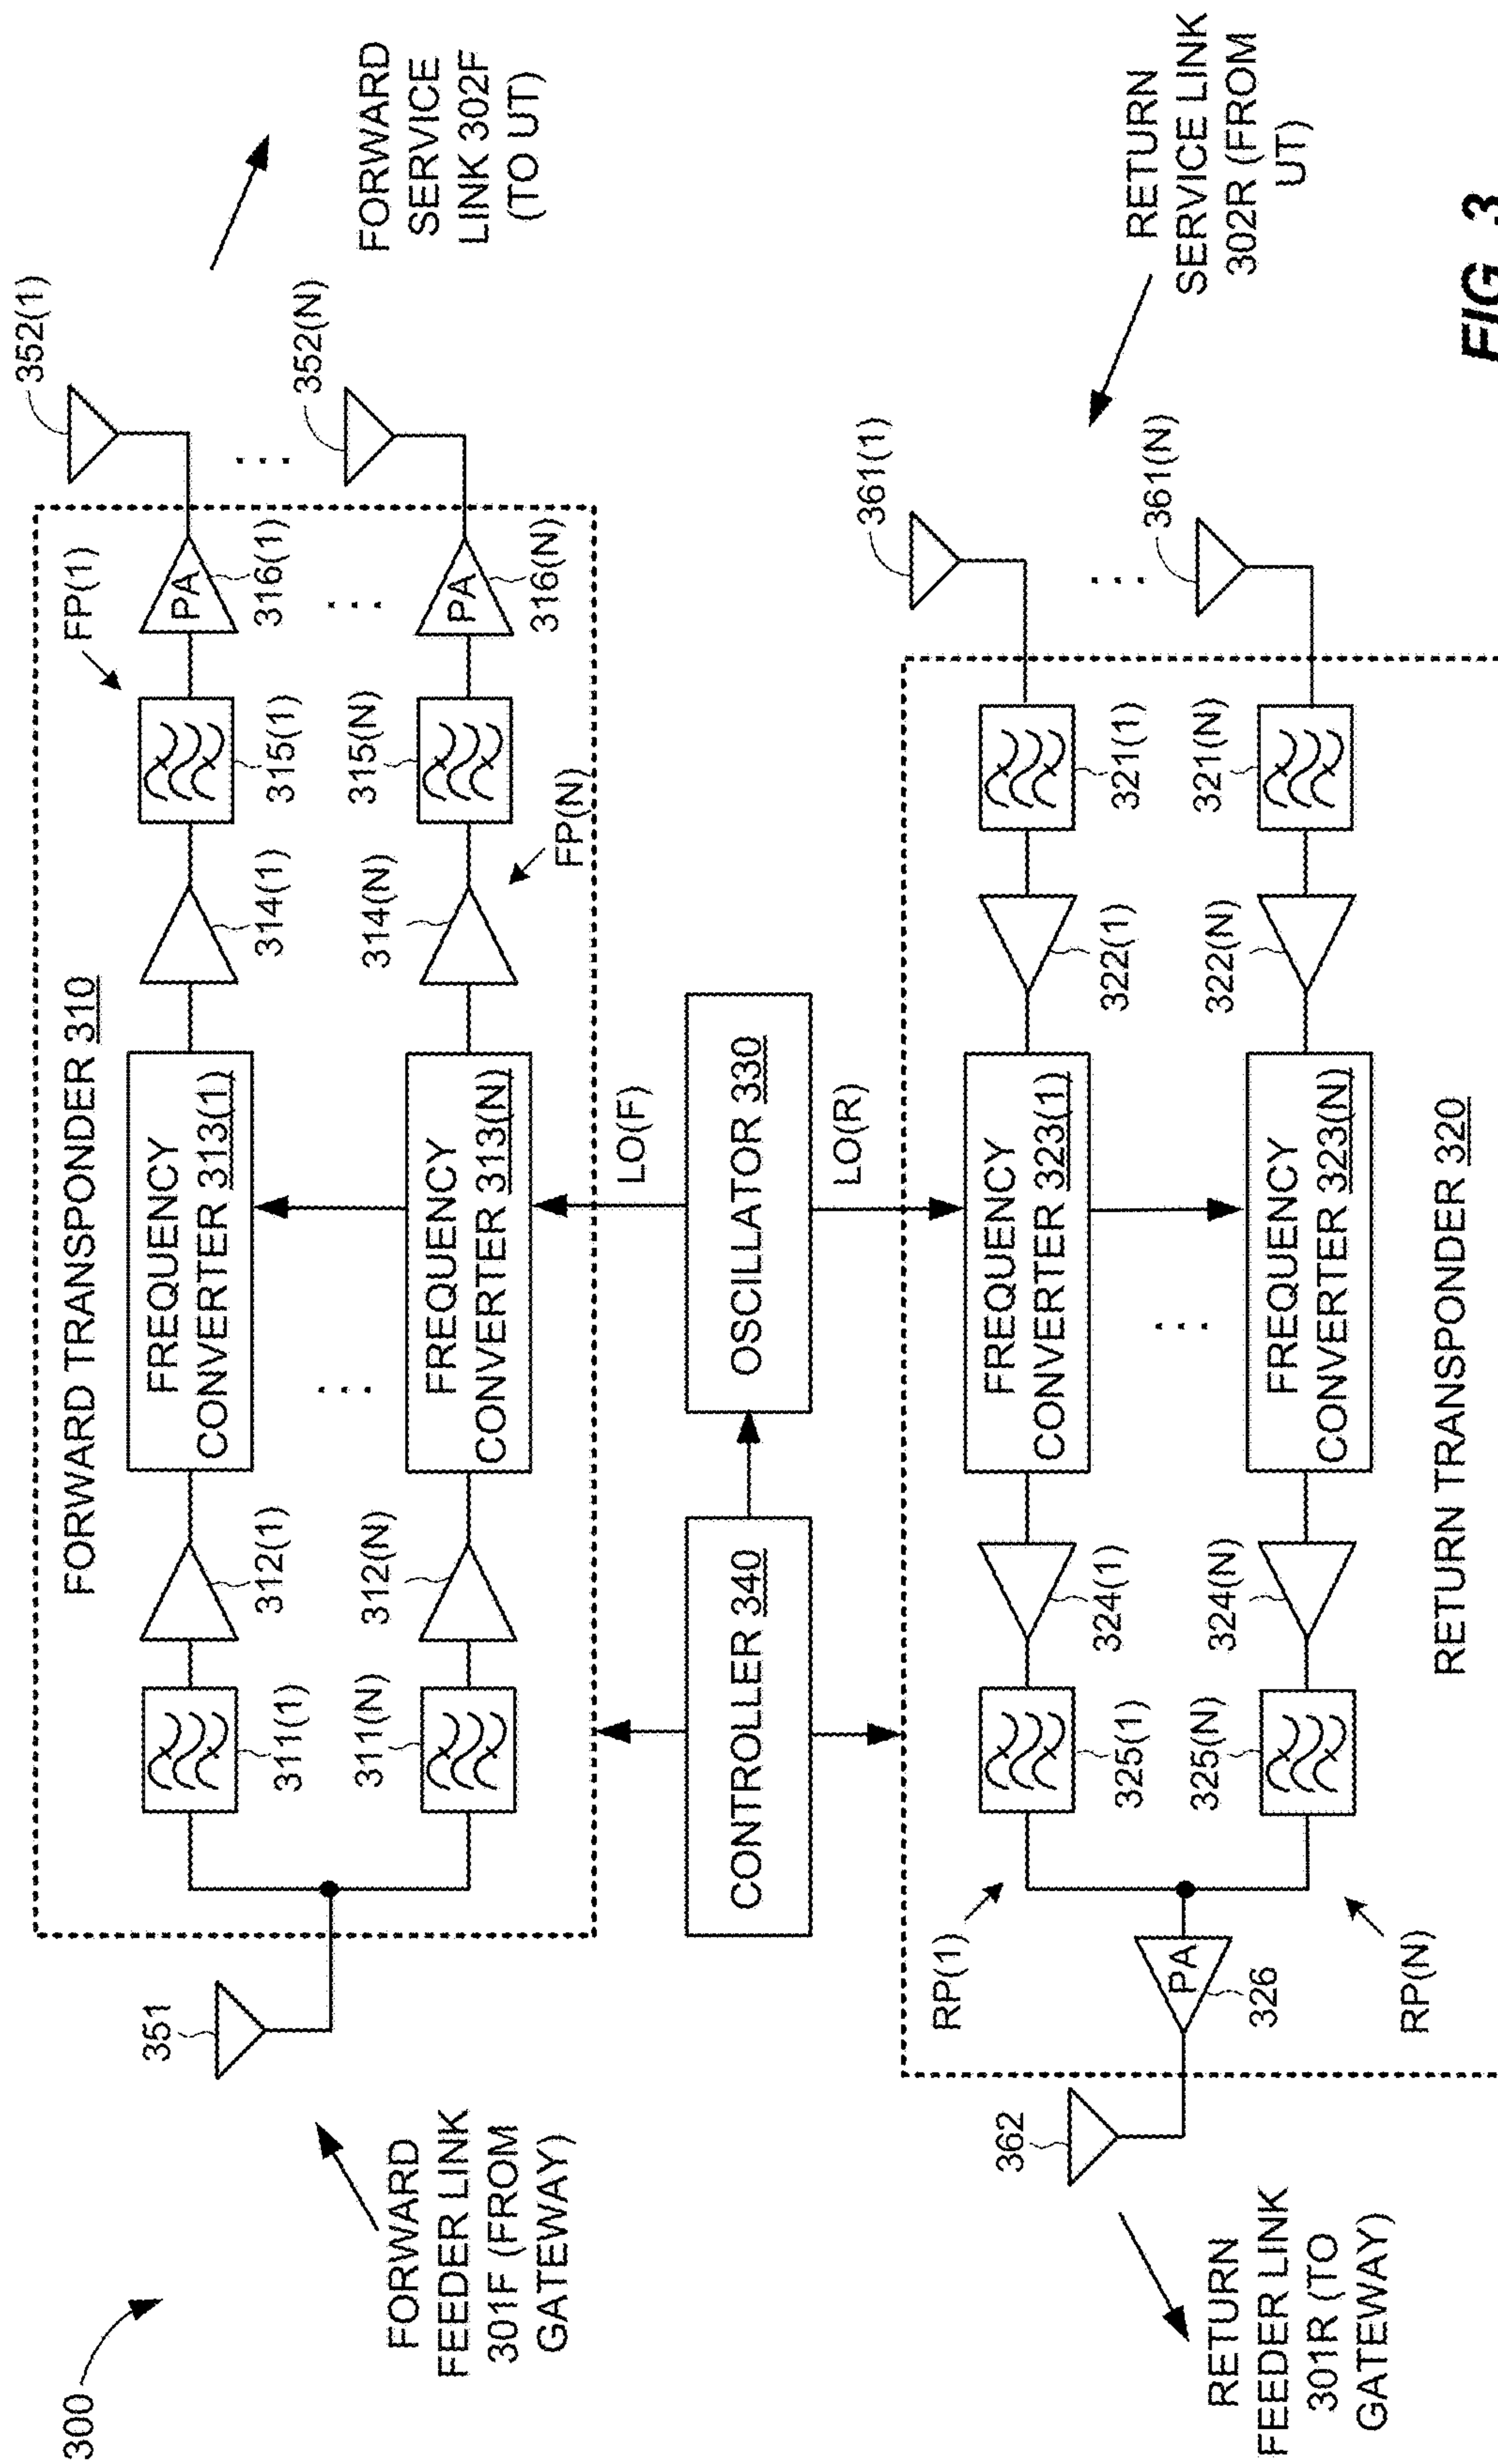 300
FORWARD
FEEDER LINK
301F (FROM
GATEWAY)
351
FORWARD TRANSPONDER 310
311(1)
312(1)
FREQUENCY
CONVERTER 313(1)
314(1)
315(1)
FP(1)
PA
316(1)
352(1)
311(N)
312(N)
. . .
FREQUENCY
CONVERTER 313(N)
314(N)
315(N)
FP(N)
. . .
PA
316(N)
. . .
352(N)
FORWARD
SERVICE
LINK 302F
(TO UT)
CONTROLLER 340
OSCILLATOR 330
LO(F)
LO(R)
RETURN
FEEDER LINK
301R (TO
GATEWAY)
362
PA
326
RP(1)
RP(N)
325(1)
324(1)
FREQUENCY
CONVERTER 323(1)
322(1)
321(1)
361(1)
325(N)
324(N)
. . .
FREQUENCY
CONVERTER 323(N)
322(N)
321(N)
. . .
361(N)
RETURN TRANSPONDER 320
RETURN
SERVICE LINK
302R (FROM
UT)
FIG. 3